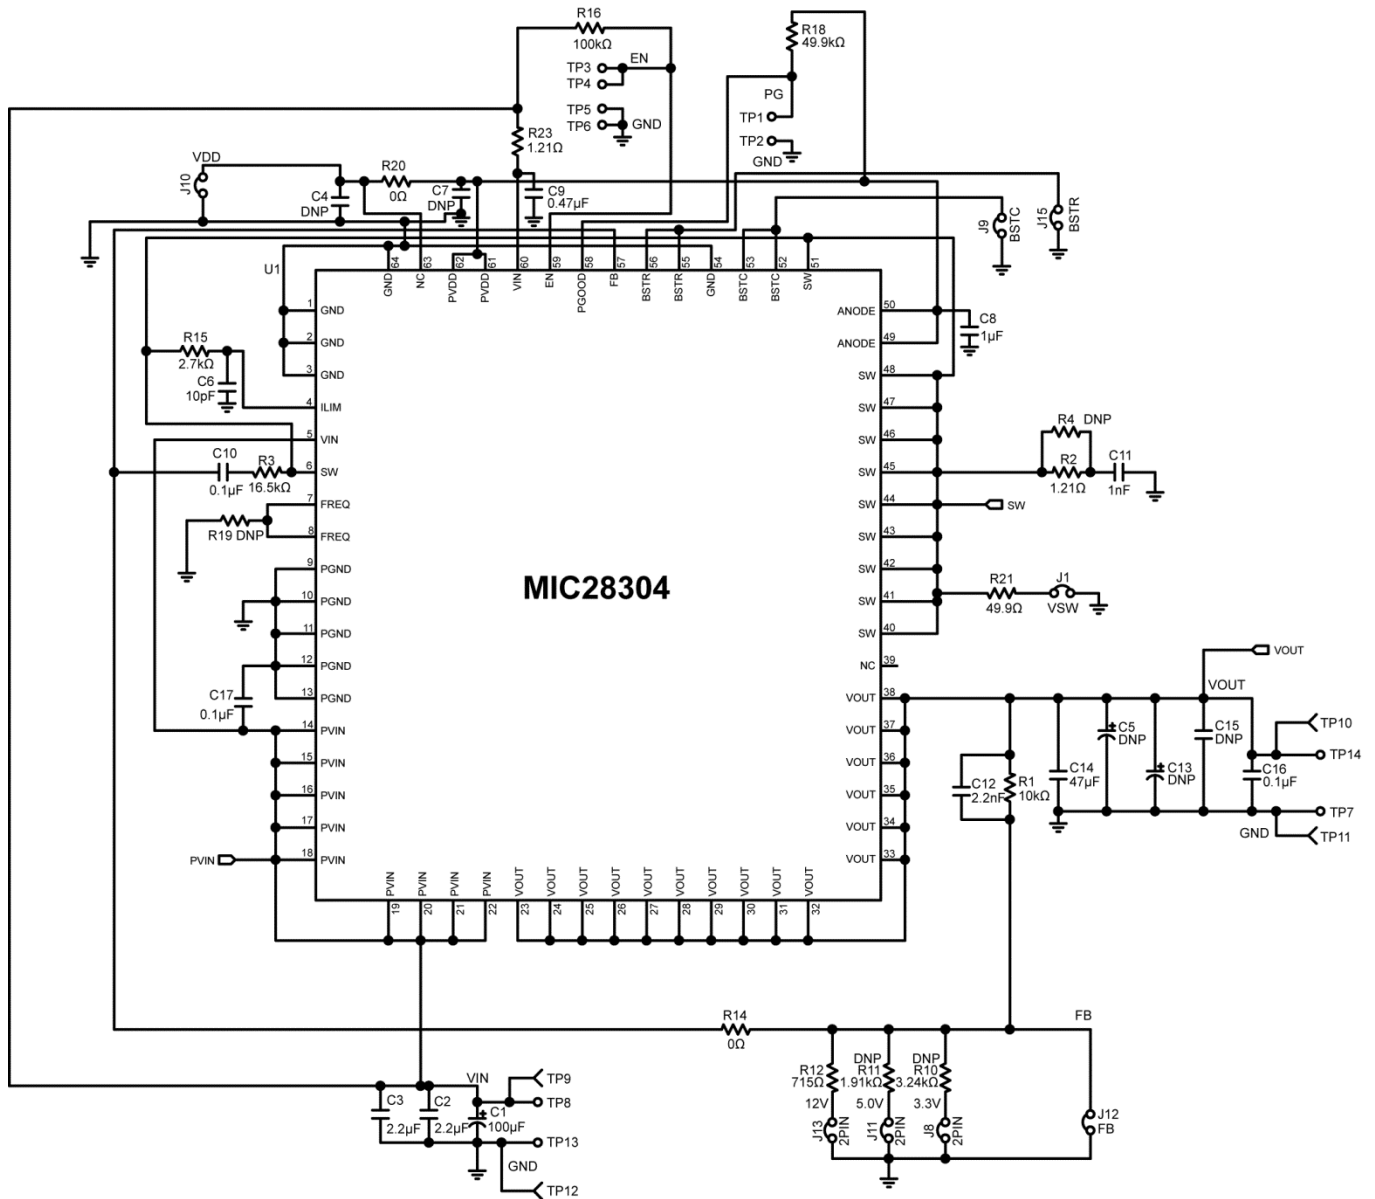 R16
100kΩ
R18
49.9kΩ
TP3
EN
TP4
TP5
GND
TP6
PG
TP1
TP2
GND
R23
1.21Ω
VDD
J10
R20
0Ω
C4
DNP
C7
DNP
C9
0.47µF
J9
BSTC
J15
BSTR
U1
64 63 62 61 60 59 58 57 56 55 54 53 52 51
GND NC PVDD PVDD VIN EN PGOOD FB BSTR BSTR GND BSTC BSTC SW
1 GND
2 GND
3 GND
4 ILIM
5 VIN
6 SW
7 FREQ
8 FREQ
9 PGND
10 PGND
11 PGND
12 PGND
13 PGND
14 PVIN
15 PVIN
16 PVIN
17 PVIN
18 PVIN
R15
2.7kΩ
C6
10pF
C10
0.1µF
R3
16.5kΩ
R19 DNP
C17
0.1µF
PVIN
MIC28304
ANODE 50
ANODE 49
SW 48
SW 47
SW 46
SW 45
SW 44
SW 43
SW 42
SW 41
SW 40
NC 39
VOUT 38
VOUT 37
VOUT 36
VOUT 35
VOUT 34
VOUT 33
C8
1µF
R4 DNP
R2
1.21Ω
C11
1nF
SW
R21
49.9Ω
J1
VSW
VOUT
VOUT
C5
DNP
C15
DNP
TP10
TP14
C12
2.2nF
R1
10kΩ
C14
47µF
C13
DNP
C16
0.1µF
TP7
GND
TP11
PVIN PVIN PVIN PVIN VOUT VOUT VOUT VOUT VOUT VOUT VOUT VOUT VOUT VOUT
19 20 21 22 23 24 25 26 27 28 29 30 31 32
R14
0Ω
FB
R12
715Ω
12V
J13
2PIN
DNP
R11
1.91kΩ
5.0V
J11
2PIN
DNP
R10
3.24kΩ
3.3V
J8
2PIN
J12
FB
VIN
TP9
TP8
C3
2.2µF
C2
2.2µF
C1
100µF
TP13
GND
TP12